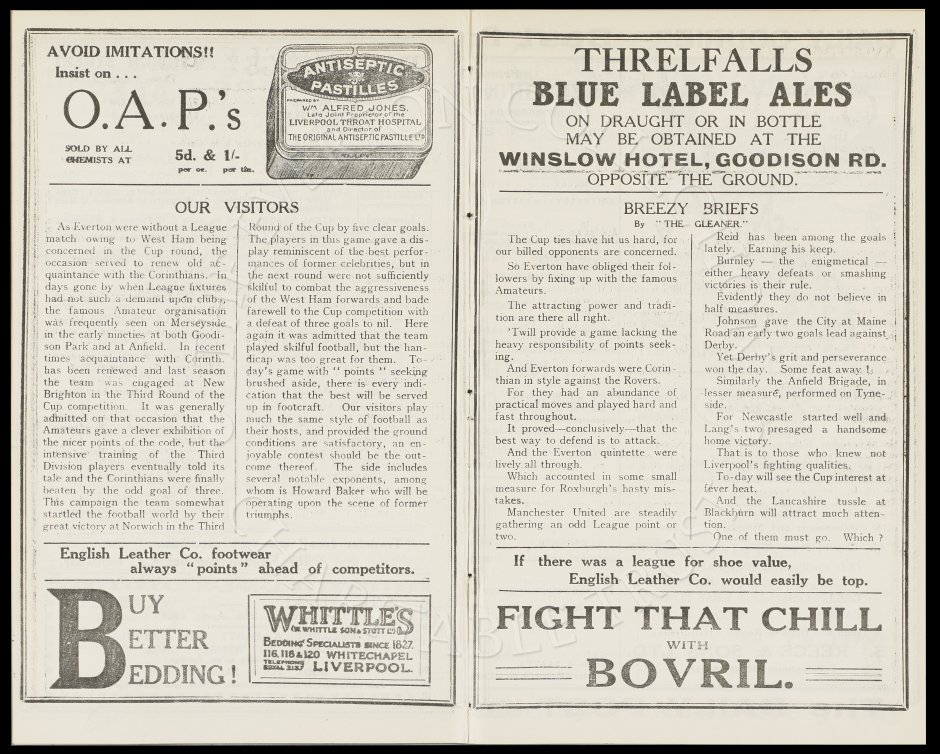 AVOID IMITATIONS!!
Insist on . . .
O.A.P.'s
SOLD BY ALL
CHEMISTS AT
5d. & 1/-
per oz. per tin.
ANTISEPTIC
PASTILLES
PREPARED BY
WM ALFRED JONES.
Late Joint Proprietor of the
LIVERPOOL THROAT HOSPITAL
and Director of
THE ORIGINAL ANTISEPTIC PASTILLE LTD
OUR VISITORS
As Everton were without a League
match owing to West Ham being
concerned in the Cup round, the
occasion served to renew old ac-
quaintance with the Corinthians. In
days gone by when League fixtures
had not such a demand upon clubs,
the famous Amateur organisation
was frequently seen on Merseyside
in the early nineties at both Goodi-
son Park and at Anfield. In recent
times acquaintance with Corinth.
has been renewed and last season
the team was engaged at New
Brighton in the Third Round of the
Cup competition. It was generally
admitted on that occasion that the
Amateurs gave a clever exhibition of
the nicer points of the code, but the
intensive training of the Third
Division players eventually told its
tale and the Corinthians were finally
beaten by the odd goal of three.
This campaign the team somewhat
startled the football world by their
great victory at Norwich in the Third
Round of the Cup by five clear goals.
The players in this game gave a dis-
play reminiscent of the best perfor-
mances of former celebrities, but in
the next round were not sufficiently
skilful to combat the aggressiveness
of the West Ham forwards and bade
farewell to the Cup competition with
a defeat of three goals to nil. Here
again it was admitted that the team
played skilful football, but the han-
dicap was too great for them. To-
day's game with " points " seeking
brushed aside, there is every indi-
cation that the best will be served
up in footcraft. Our visitors play
much the same style of football as
their hosts, and provided the ground
conditions are satisfactory, an en-
joyable contest should be the out-
come thereof. The side includes
several notable exponents, among
whom is Howard Baker who will be
operating upon the scene of former
triumphs.
English Leather Co. footwear
always "points" ahead of competitors.
BUY
BETTER
BEDDING!
WHITTLE'S
(W. WHITTLE SON & STOTT LTD)
BEDDING SPECIALISTS SINCE 1827.
116, 118 & 120 WHITECHAPEL
TELEPHONE
ROYAL 2137 LIVERPOOL.
THRELFALLS
BLUE LABEL ALES
ON DRAUGHT OR IN BOTTLE
MAY BE OBTAINED AT THE
WINSLOW HOTEL, GOODISON RD.
OPPOSITE THE GROUND.
BREEZY BRIEFS
By "THE GLEANER."
The Cup ties have hit us hard, for
our billed opponents are concerned.
So Everton have obliged their fol-
lowers by fixing up with the famous
Amateurs.
The attracting power and tradi-
tion are there all right.
'Twill provide a game lacking the
heavy responsibility of points seek-
ing.
And Everton forwards were Corin-
thian in style against the Rovers.
For they had an abundance of
practical moves and played hard and
fast throughout.
It proved—conclusively—that the
best way to defend is to attack.
And the Everton quintette were
lively all through.
Which accounted in some small
measure for Roxburgh's hasty mis-
takes.
Manchester United are steadily
gathering an odd League point or
two.
Reid has been among the goals
lately. Earning his keep.
Burnley — the enigmetical —
either heavy defeats or smashing
victories is their rule.
Evidently they do not believe in
half measures.
Johnson gave the City at Maine
Road an early two goals lead against
Derby.
Yet Derby's grit and perseverance
won the day. Some feat away!
Similarly the Anfield Brigade, in
lesser measure, performed on Tyne-
side.
For Newcastle started well and
Lang's two presaged a handsome
home victory.
That is to those who knew not
Liverpool's fighting qualities.
To-day will see the Cup interest at
fever heat.
And the Lancashire tussle at
Blackburn will attract much atten-
tion.
One of them must go. Which?
If there was a league for shoe value,
English Leather Co. would easily be top.
FIGHT THAT CHILL
WITH
BOVRIL.